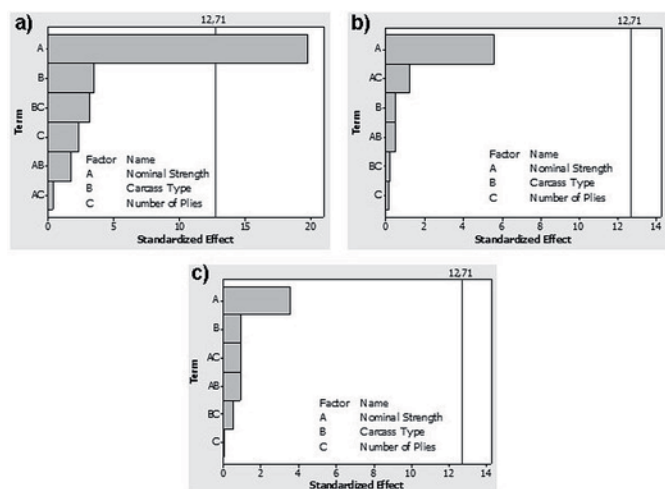 a)
12,71
Term
A
B
BC
C
AB
AC
Factor Name
A Nominal Strength
B Carcass Type
C Number of Plies
0 5 10 15 20
Standardized Effect
b)
12,71
Term
A
AC
B
AB
BC
C
Factor Name
A Nominal Strength
B Carcass Type
C Number of Plies
0 2 4 6 8 10 12 14
Standardized Effect
c)
12,71
Term
A
B
AC
AB
BC
C
Factor Name
A Nominal Strength
B Carcass Type
C Number of Plies
0 2 4 6 8 10 12 14
Standardized Effect